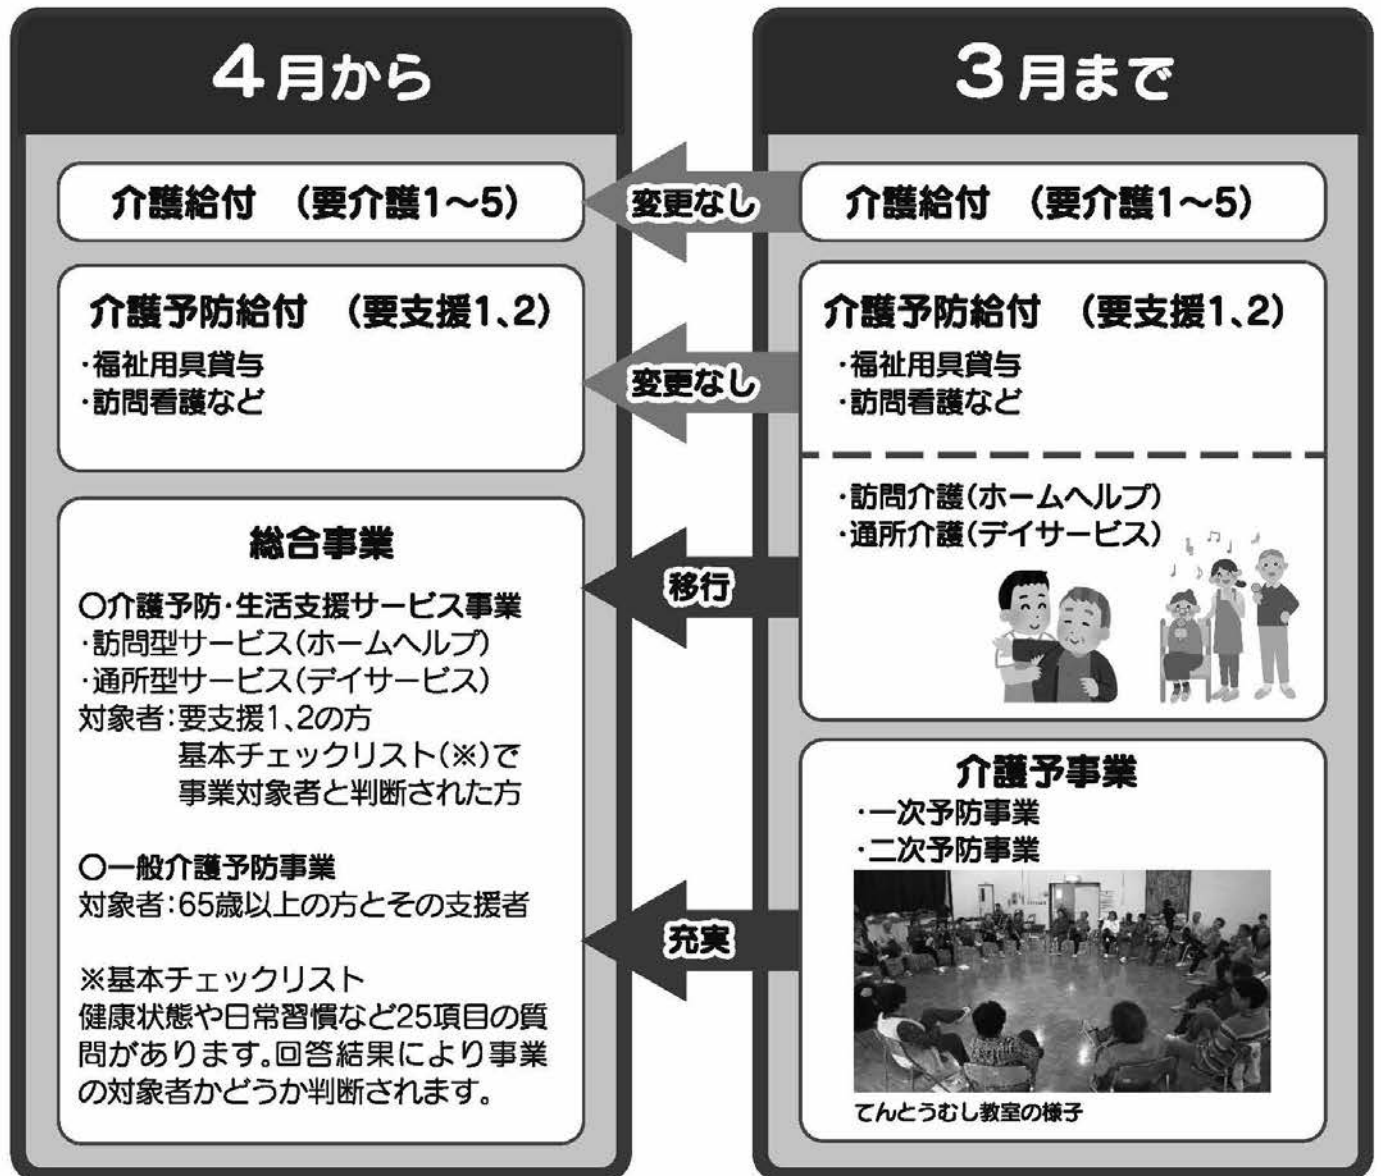 4月から
介護給付 (要介護1～5)
介護予防給付 (要支援1、2)
・福祉用具貸与
・訪問看護など
総合事業
○介護予防・生活支援サービス事業
・訪問型サービス(ホームヘルプ)
・通所型サービス(デイサービス)
対象者：要支援1、2の方
基本チェックリスト(※)で
事業対象者と判断された方
○一般介護予防事業
対象者：65歳以上の方とその支援者
※基本チェックリスト
健康状態や日常習慣など25項目の質
問があります。回答結果により事業
の対象者かどうか判断されます。
変更なし
変更なし
移行
充実
3月まで
介護給付 (要介護1～5)
介護予防給付 (要支援1、2)
・福祉用具貸与
・訪問看護など
・訪問介護(ホームヘルプ)
・通所介護(デイサービス)
介護予事業
・一次予防事業
・二次予防事業
てんとうむし教室の様子